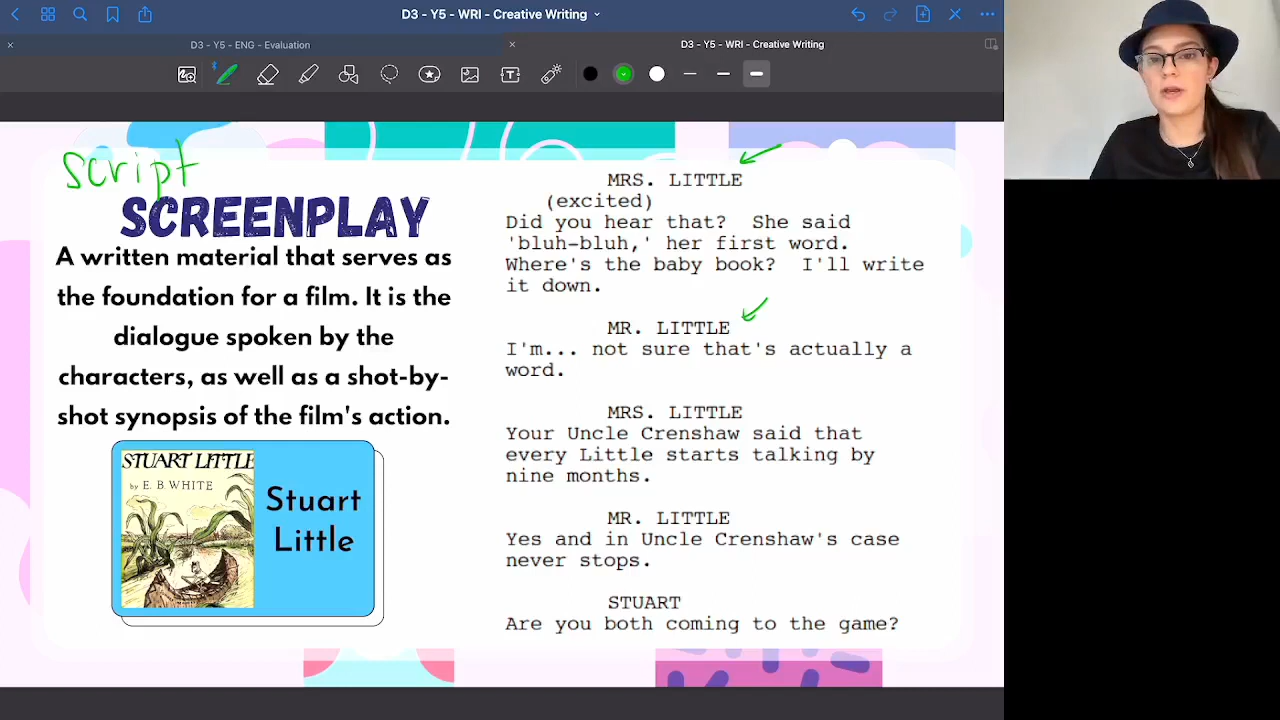 D3 - Y5 - WRI - Creative Writing
D3 - Y5 - ENG - Evaluation
D3 - Y5 - WRI - Creative Writing
script
SCREENPLAY
A written material that serves as
the foundation for a film. It is the
dialogue spoken by the
characters, as well as a shot-by-
shot synopsis of the film's action.
STUART LITTLE
by E. B. WHITE
Stuart
Little
MRS. LITTLE
(excited)
Did you hear that? She said
'bluh-bluh,' her first word.
Where's the baby book? I'll write
it down.
MR. LITTLE
I'm... not sure that's actually a
word.
MRS. LITTLE
Your Uncle Crenshaw said that
every Little starts talking by
nine months.
MR. LITTLE
Yes and in Uncle Crenshaw's case
never stops.
STUART
Are you both coming to the game?